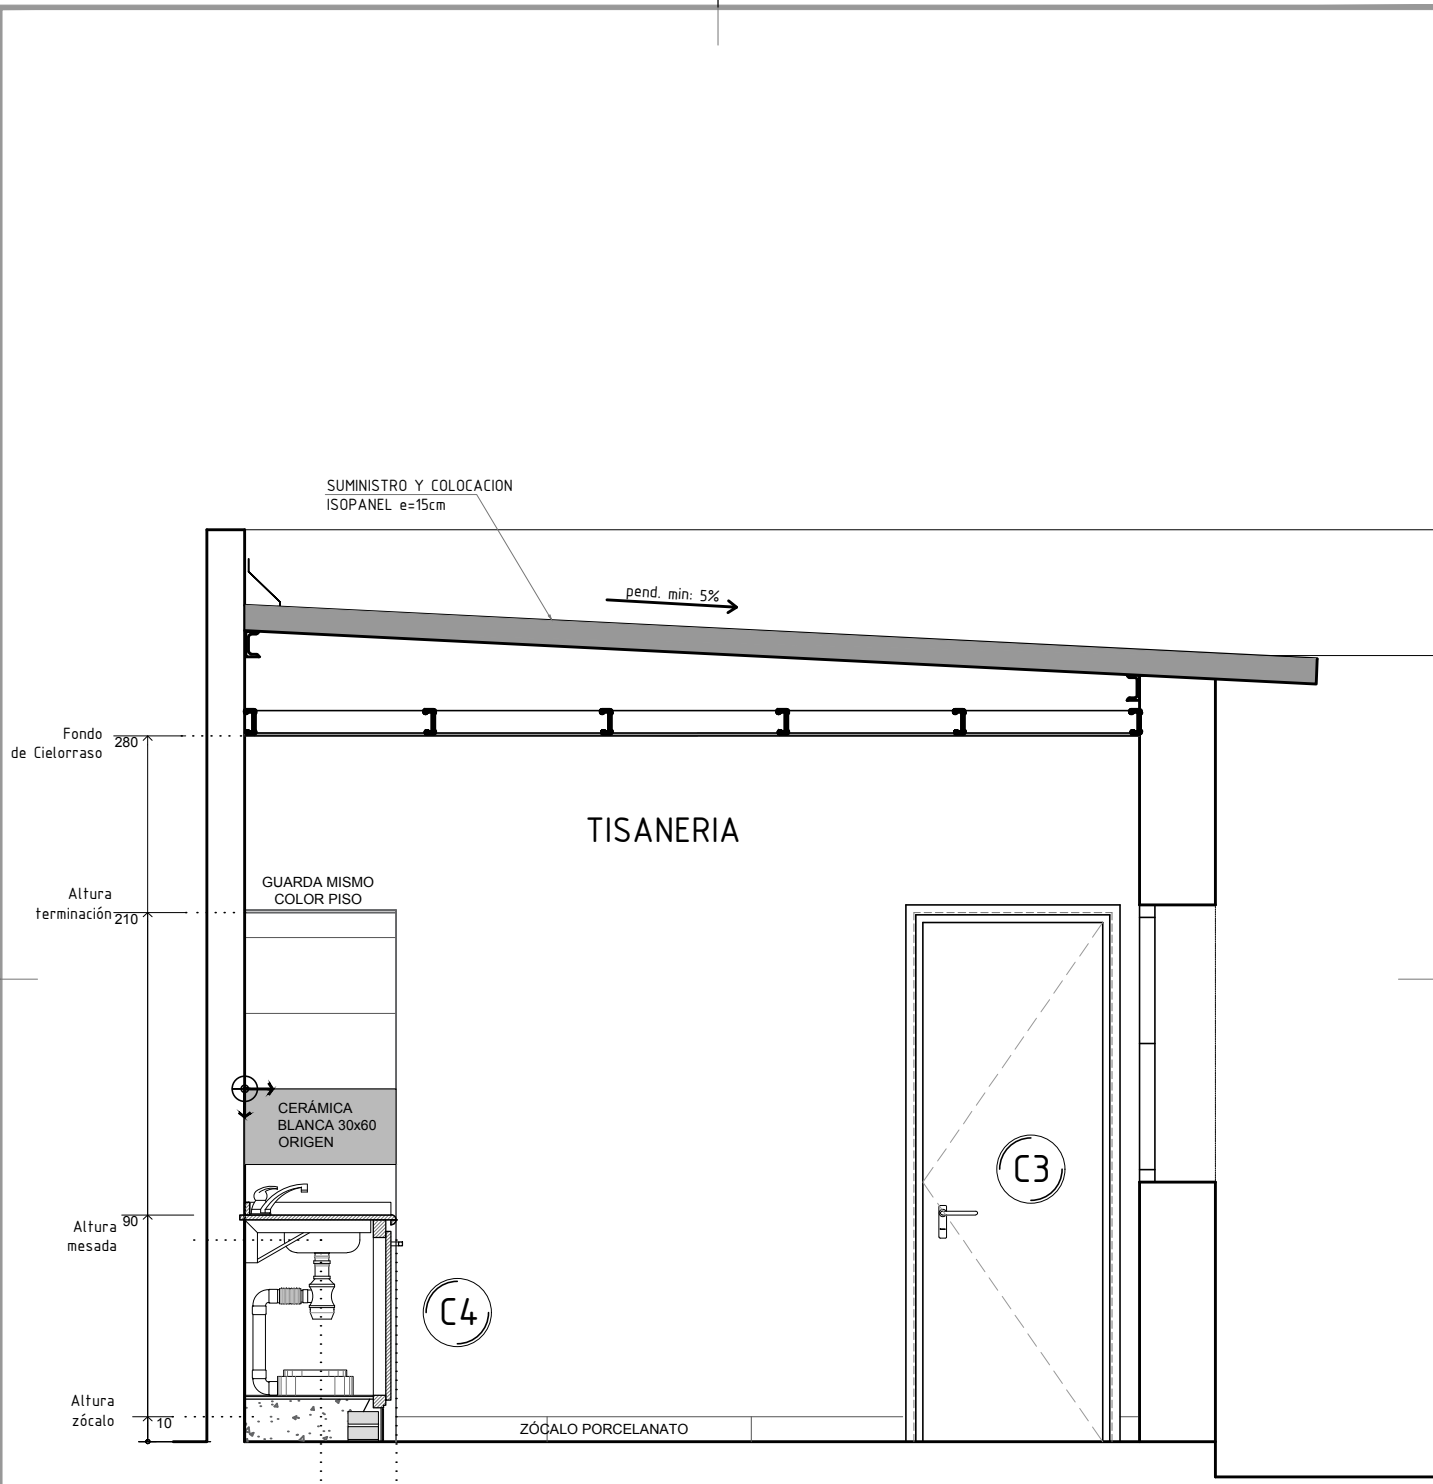 SUMINISTRO Y COLOCACION
ISOPANEL e=15cm
pend. min: 5%
Fondo
de Cielorraso
280
TISANERIA
GUARDA MISMO
COLOR PISO
Altura
terminación
210
CERÁMICA
BLANCA 30x60
ORIGEN
C3
Altura
mesada
90
C4
Altura
zócalo
10
ZÓCALO PORCELANATO